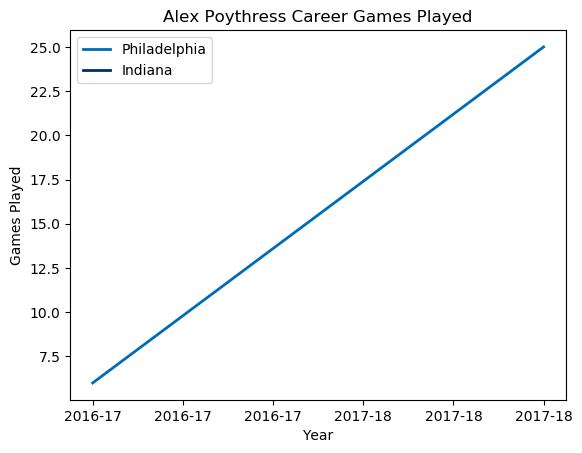 Alex Poythress Career Games Played
Philadelphia
Indiana
25.0
22.5
20.0
17.5
15.0
12.5
10.0
7.5
Games Played
2016-17 2016-17 2016-17 2017-18 2017-18 2017-18
Year